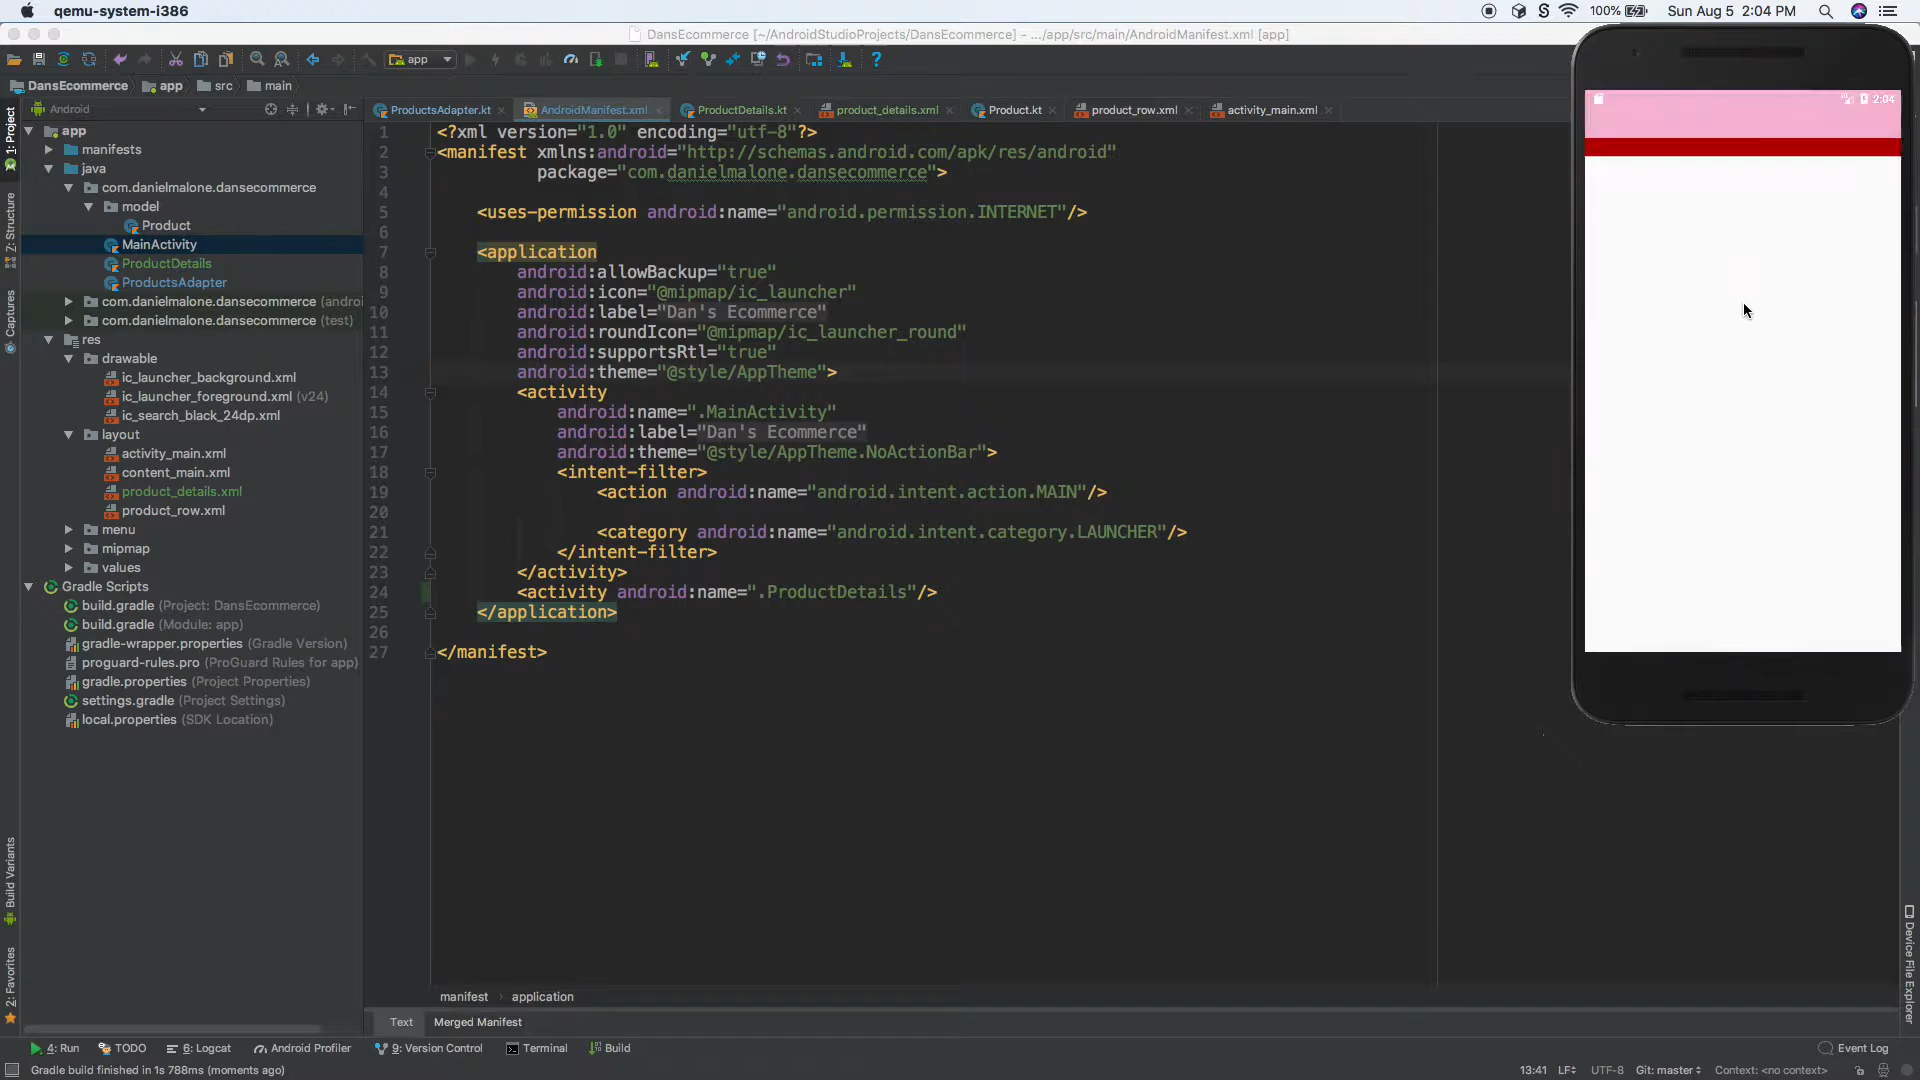 qemu-system-i386
100%
Sun Aug 5 2:04 PM
DansEcommerce [~/AndroidStudioProjects/DansEcommerce] - .../app/src/main/AndroidManifest.xml [app]
app
DansEcommerce
app
src
main
Android
ProductsAdapter.kt
AndroidManifest.xml
ProductDetails.kt
product_details.xml
Product.kt
product_row.xml
activity_main.xml
1: Project
7: Structure
Captures
Build Variants
2: Favorites
app
manifests
java
com.danielmalone.dansecommerce
model
Product
MainActivity
ProductDetails
ProductsAdapter
com.danielmalone.dansecommerce (androi
com.danielmalone.dansecommerce (test)
res
drawable
ic_launcher_background.xml
ic_launcher_foreground.xml (v24)
ic_search_black_24dp.xml
layout
activity_main.xml
content_main.xml
product_details.xml
product_row.xml
menu
mipmap
values
Gradle Scripts
build.gradle (Project: DansEcommerce)
build.gradle (Module: app)
gradle-wrapper.properties (Gradle Version)
proguard-rules.pro (ProGuard Rules for app)
gradle.properties (Project Properties)
settings.gradle (Project Settings)
local.properties (SDK Location)
1 <?xml version="1.0" encoding="utf-8"?>
2 <manifest xmlns:android="http://schemas.android.com/apk/res/android"
3 package="com.danielmalone.dansecommerce">
4
5 <uses-permission android:name="android.permission.INTERNET"/>
6
7 <application
8 android:allowBackup="true"
9 android:icon="@mipmap/ic_launcher"
10 android:label="Dan's Ecommerce"
11 android:roundIcon="@mipmap/ic_launcher_round"
12 android:supportsRtl="true"
13 android:theme="@style/AppTheme">
14 <activity
15 android:name=".MainActivity"
16 android:label="Dan's Ecommerce"
17 android:theme="@style/AppTheme.NoActionBar">
18 <intent-filter>
19 <action android:name="android.intent.action.MAIN"/>
20
21 <category android:name="android.intent.category.LAUNCHER"/>
22 </intent-filter>
23 </activity>
24 <activity android:name=".ProductDetails"/>
25 </application>
26
27 </manifest>
2:04
Device File Explorer
manifest › application
Text
Merged Manifest
4: Run
TODO
6: Logcat
Android Profiler
9: Version Control
Terminal
Build
Event Log
Gradle build finished in 1s 788ms (moments ago)
13:41
LF
UTF-8
Git: master
Context: <no context>